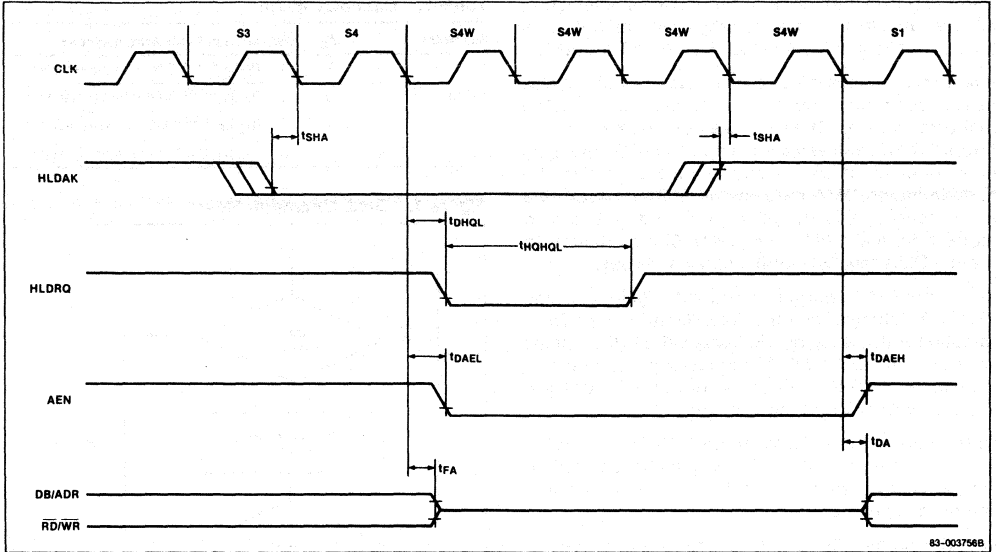 S3 S4 S4W S4W S4W S4W S1
CLK
tSHA tSHA
HLDAK
tDHQL
tHQHQL
HLDRQ
tDAEL tDAEH
AEN
tDA
tFA
DB/ADR
RD/WR
83-003756B